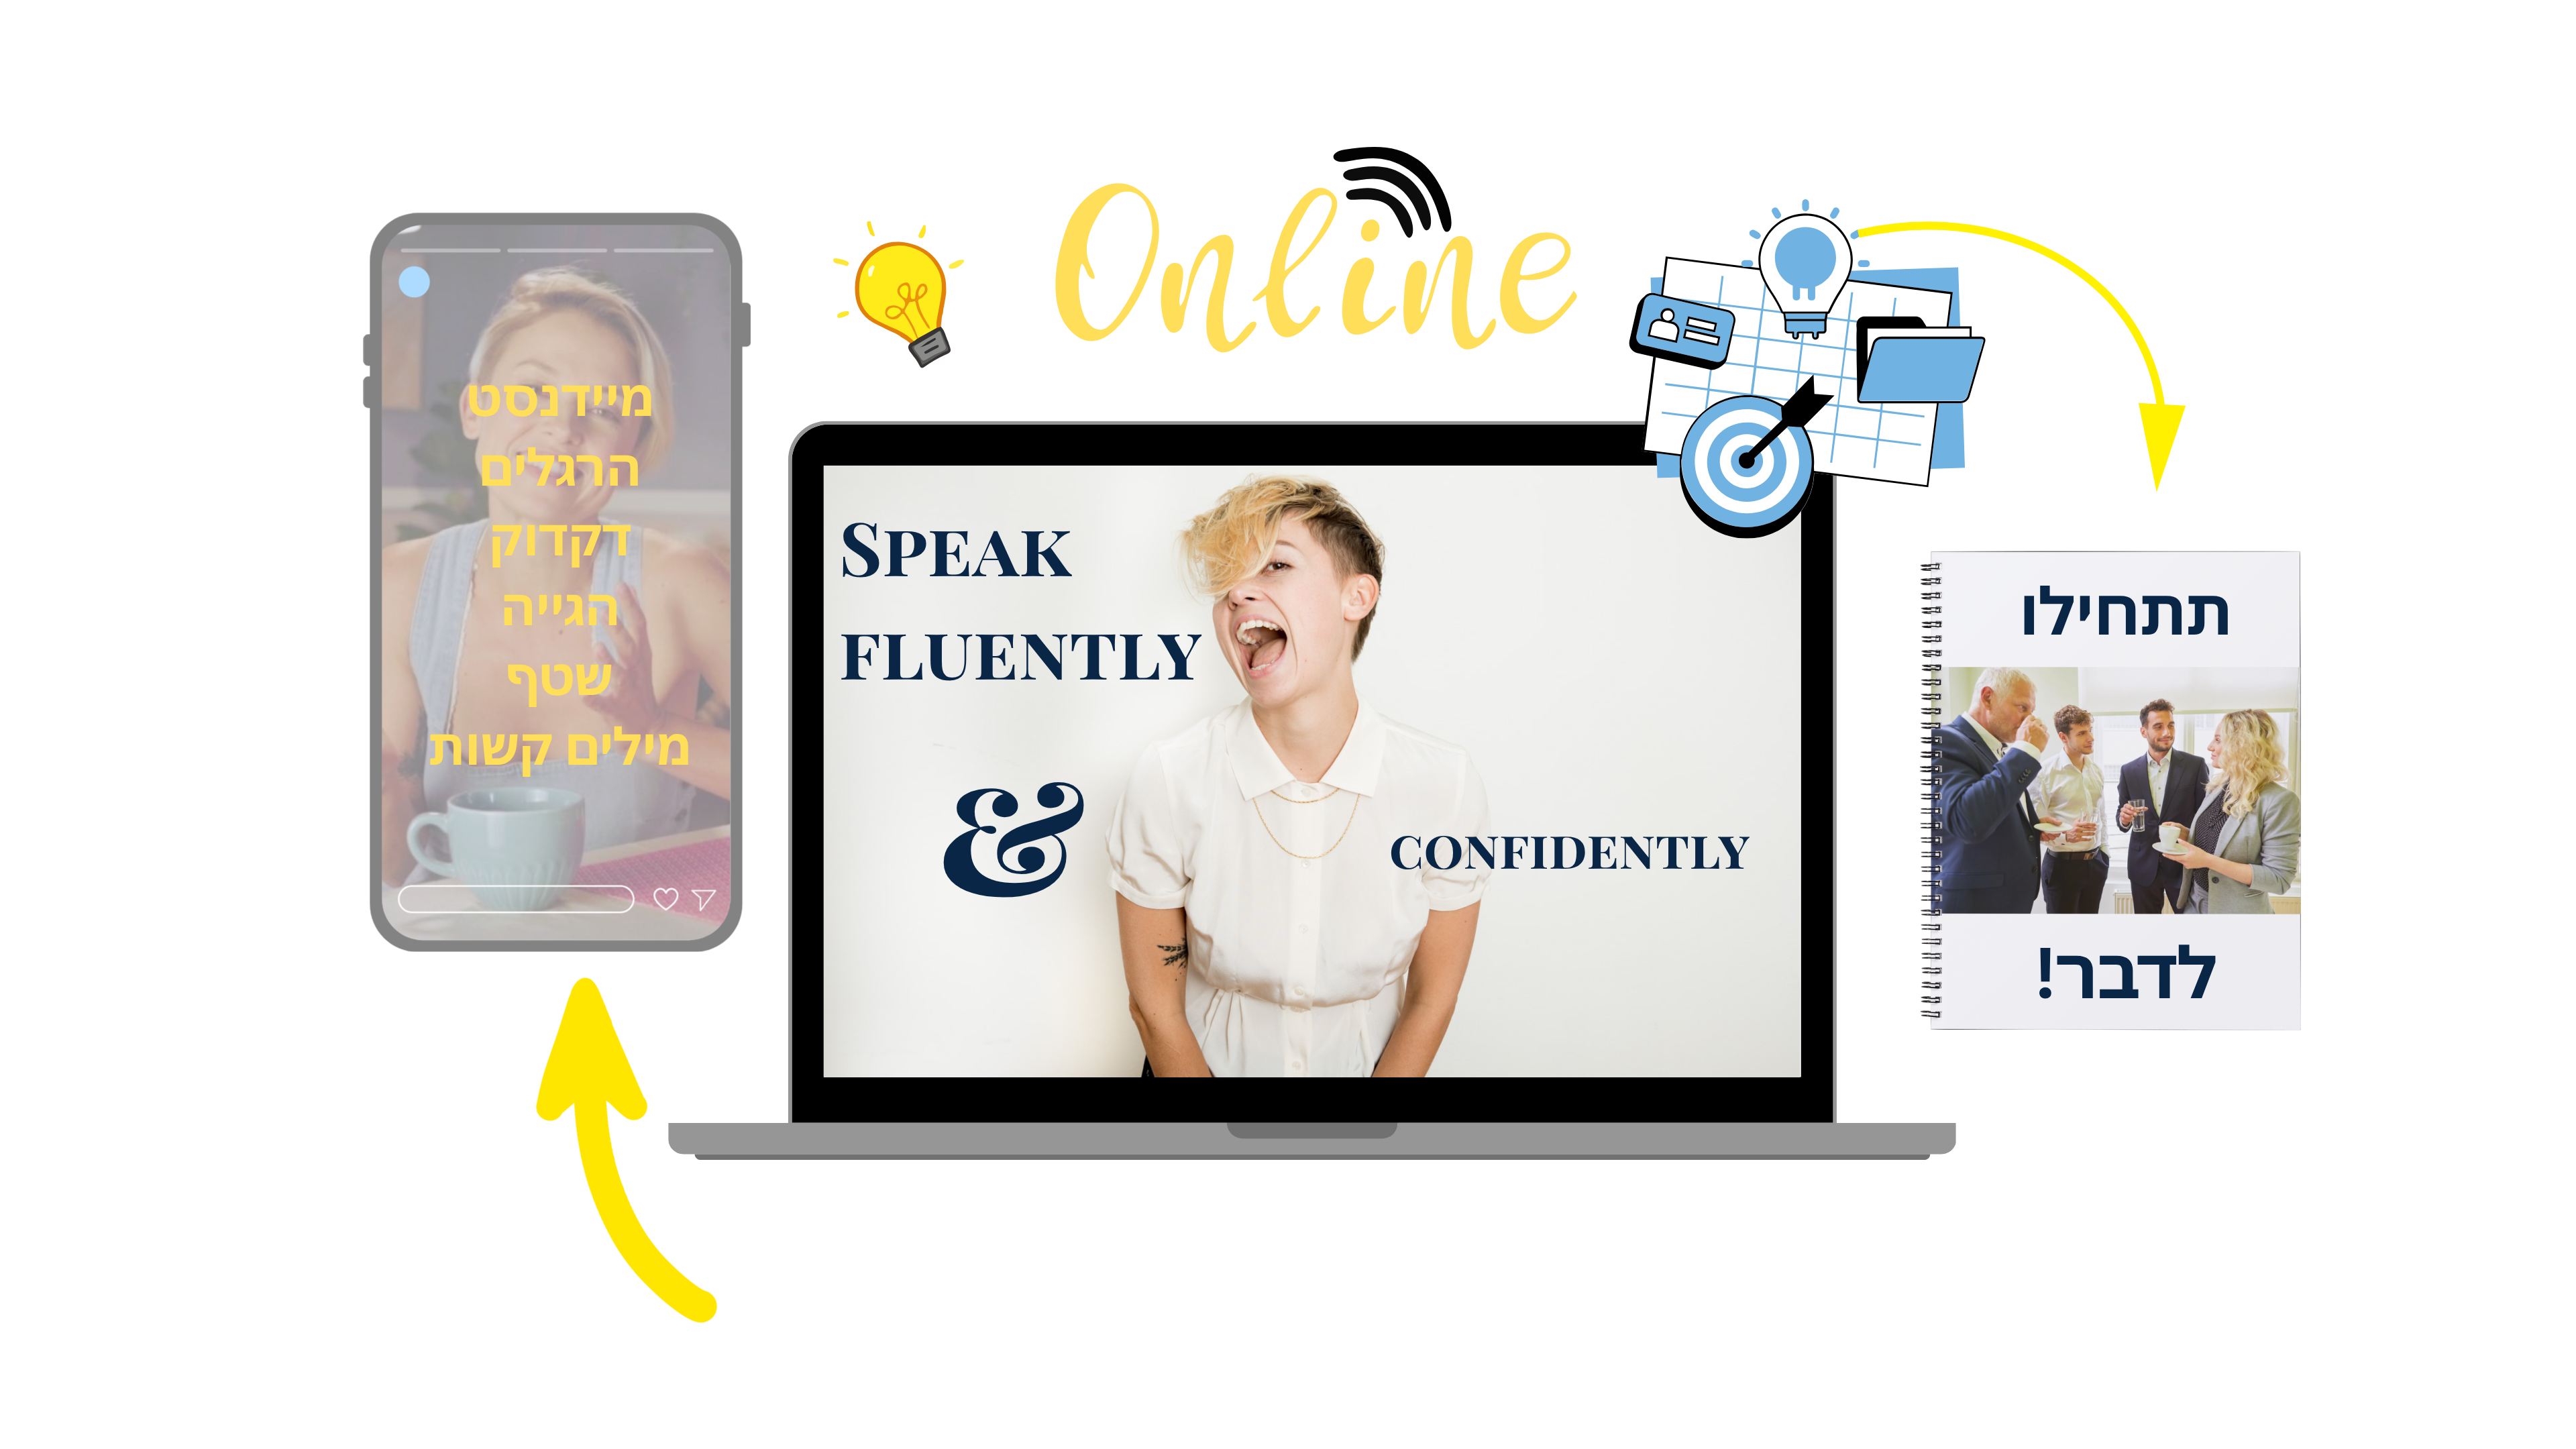 Online
מיידנסט
הרגלים
דקדוק
הגייה
שטף
מילים קשות
Speak
fluently
&
confidently
תתחילו
לדבר!